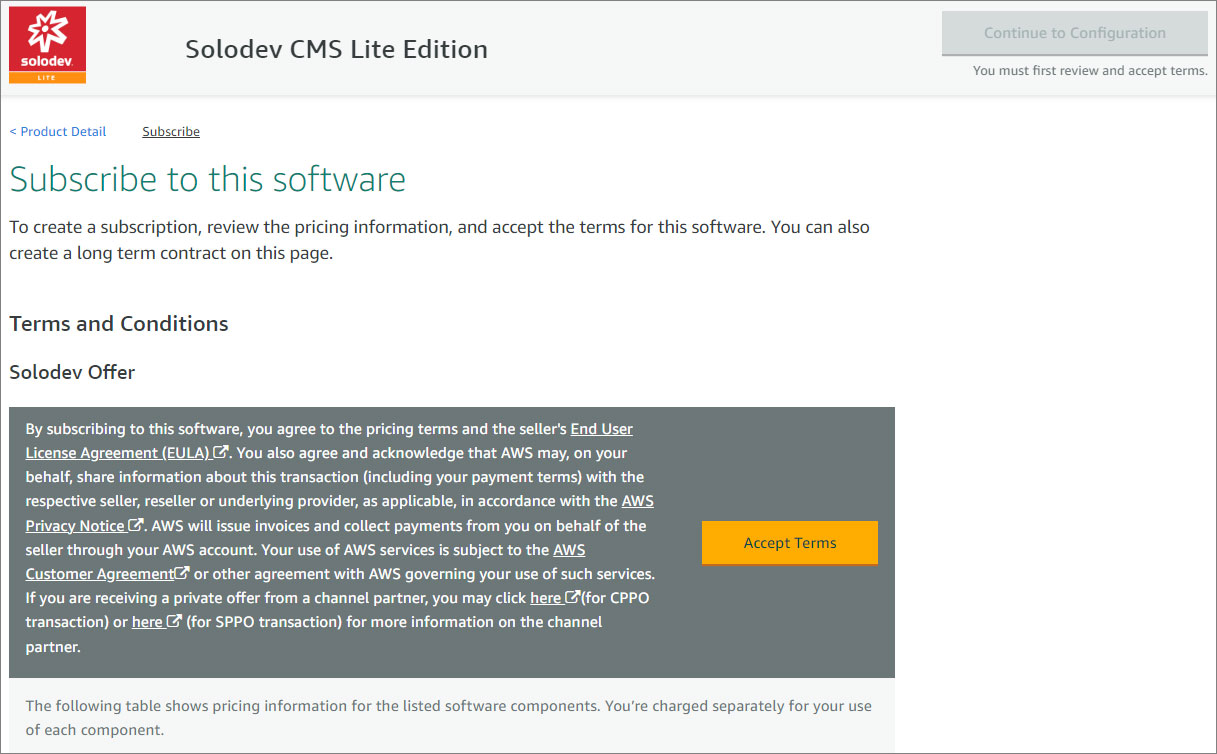 solodev
LITE
Solodev CMS Lite Edition
Continue to Configuration
You must first review and accept terms.
< Product Detail
Subscribe
Subscribe to this software
To create a subscription, review the pricing information, and accept the terms for this software. You can also
create a long term contract on this page.
Terms and Conditions
Solodev Offer
By subscribing to this software, you agree to the pricing terms and the seller's End User
License Agreement (EULA). You also agree and acknowledge that AWS may, on your
behalf, share information about this transaction (including your payment terms) with the
respective seller, reseller or underlying provider, as applicable, in accordance with the AWS
Privacy Notice. AWS will issue invoices and collect payments from you on behalf of the
seller through your AWS account. Your use of AWS services is subject to the AWS
Customer Agreement or other agreement with AWS governing your use of such services.
If you are receiving a private offer from a channel partner, you may click here (for CPPO
transaction) or here (for SPPO transaction) for more information on the channel
partner.
Accept Terms
The following table shows pricing information for the listed software components. You're charged separately for your use
of each component.